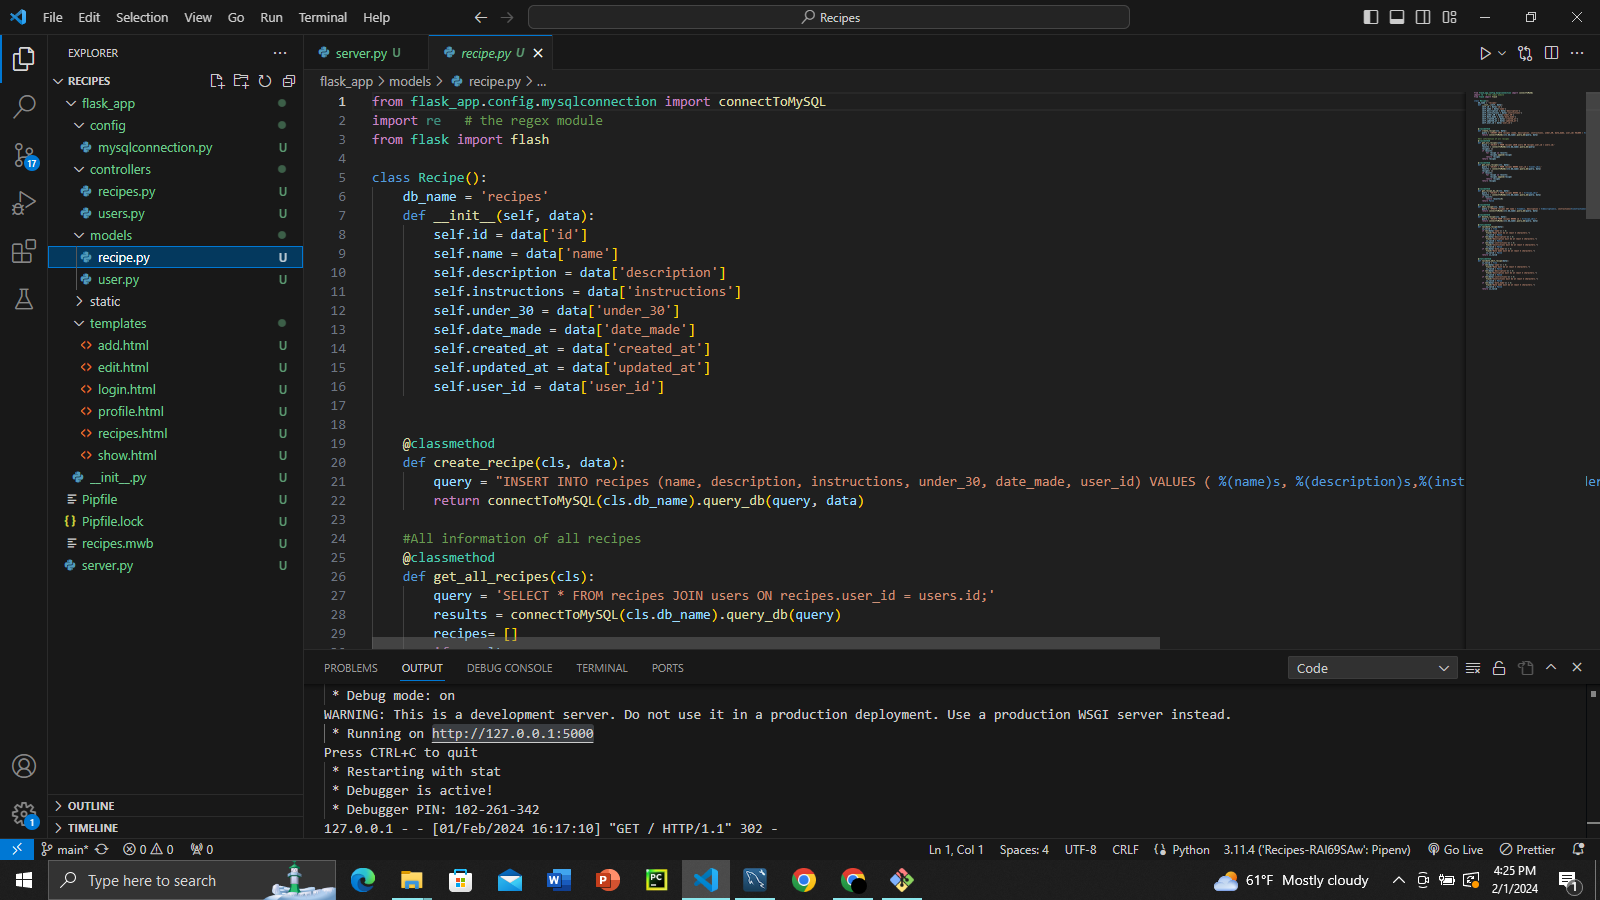 File Edit Selection View Go Run Terminal Help
Recipes
EXPLORER
RECIPES
flask_app
config
mysqlconnection.py U
controllers
recipes.py U
users.py U
models
recipe.py U
user.py U
static
templates
add.html U
edit.html U
login.html U
profile.html U
recipes.html U
show.html U
__init__.py U
Pipfile U
Pipfile.lock U
recipes.mwb U
server.py U
OUTLINE
TIMELINE
17
1
server.py U
recipe.py U
flask_app > models > recipe.py > ...
1 from flask_app.config.mysqlconnection import connectToMySQL
2 import re # the regex module
3 from flask import flash
4
5 class Recipe():
6 db_name = 'recipes'
7 def __init__(self, data):
8 self.id = data['id']
9 self.name = data['name']
10 self.description = data['description']
11 self.instructions = data['instructions']
12 self.under_30 = data['under_30']
13 self.date_made = data['date_made']
14 self.created_at = data['created_at']
15 self.updated_at = data['updated_at']
16 self.user_id = data['user_id']
17
18
19 @classmethod
20 def create_recipe(cls, data):
21 query = "INSERT INTO recipes (name, description, instructions, under_30, date_made, user_id) VALUES ( %(name)s, %(description)s,%(inst
22 return connectToMySQL(cls.db_name).query_db(query, data)
23
24 #All information of all recipes
25 @classmethod
26 def get_all_recipes(cls):
27 query = 'SELECT * FROM recipes JOIN users ON recipes.user_id = users.id;'
28 results = connectToMySQL(cls.db_name).query_db(query)
29 recipes= []
PROBLEMS OUTPUT DEBUG CONSOLE TERMINAL PORTS
Code
* Debug mode: on
WARNING: This is a development server. Do not use it in a production deployment. Use a production WSGI server instead.
* Running on http://127.0.0.1:5000
Press CTRL+C to quit
* Restarting with stat
* Debugger is active!
* Debugger PIN: 102-261-342
127.0.0.1 - - [01/Feb/2024 16:17:10] "GET / HTTP/1.1" 302 -
main* 0 0 0
Ln 1, Col 1 Spaces: 4 UTF-8 CRLF Python 3.11.4 ('Recipes-RAI69SAw': Pipenv) Go Live Prettier
Type here to search
61°F Mostly cloudy
4:25 PM
2/1/2024
1